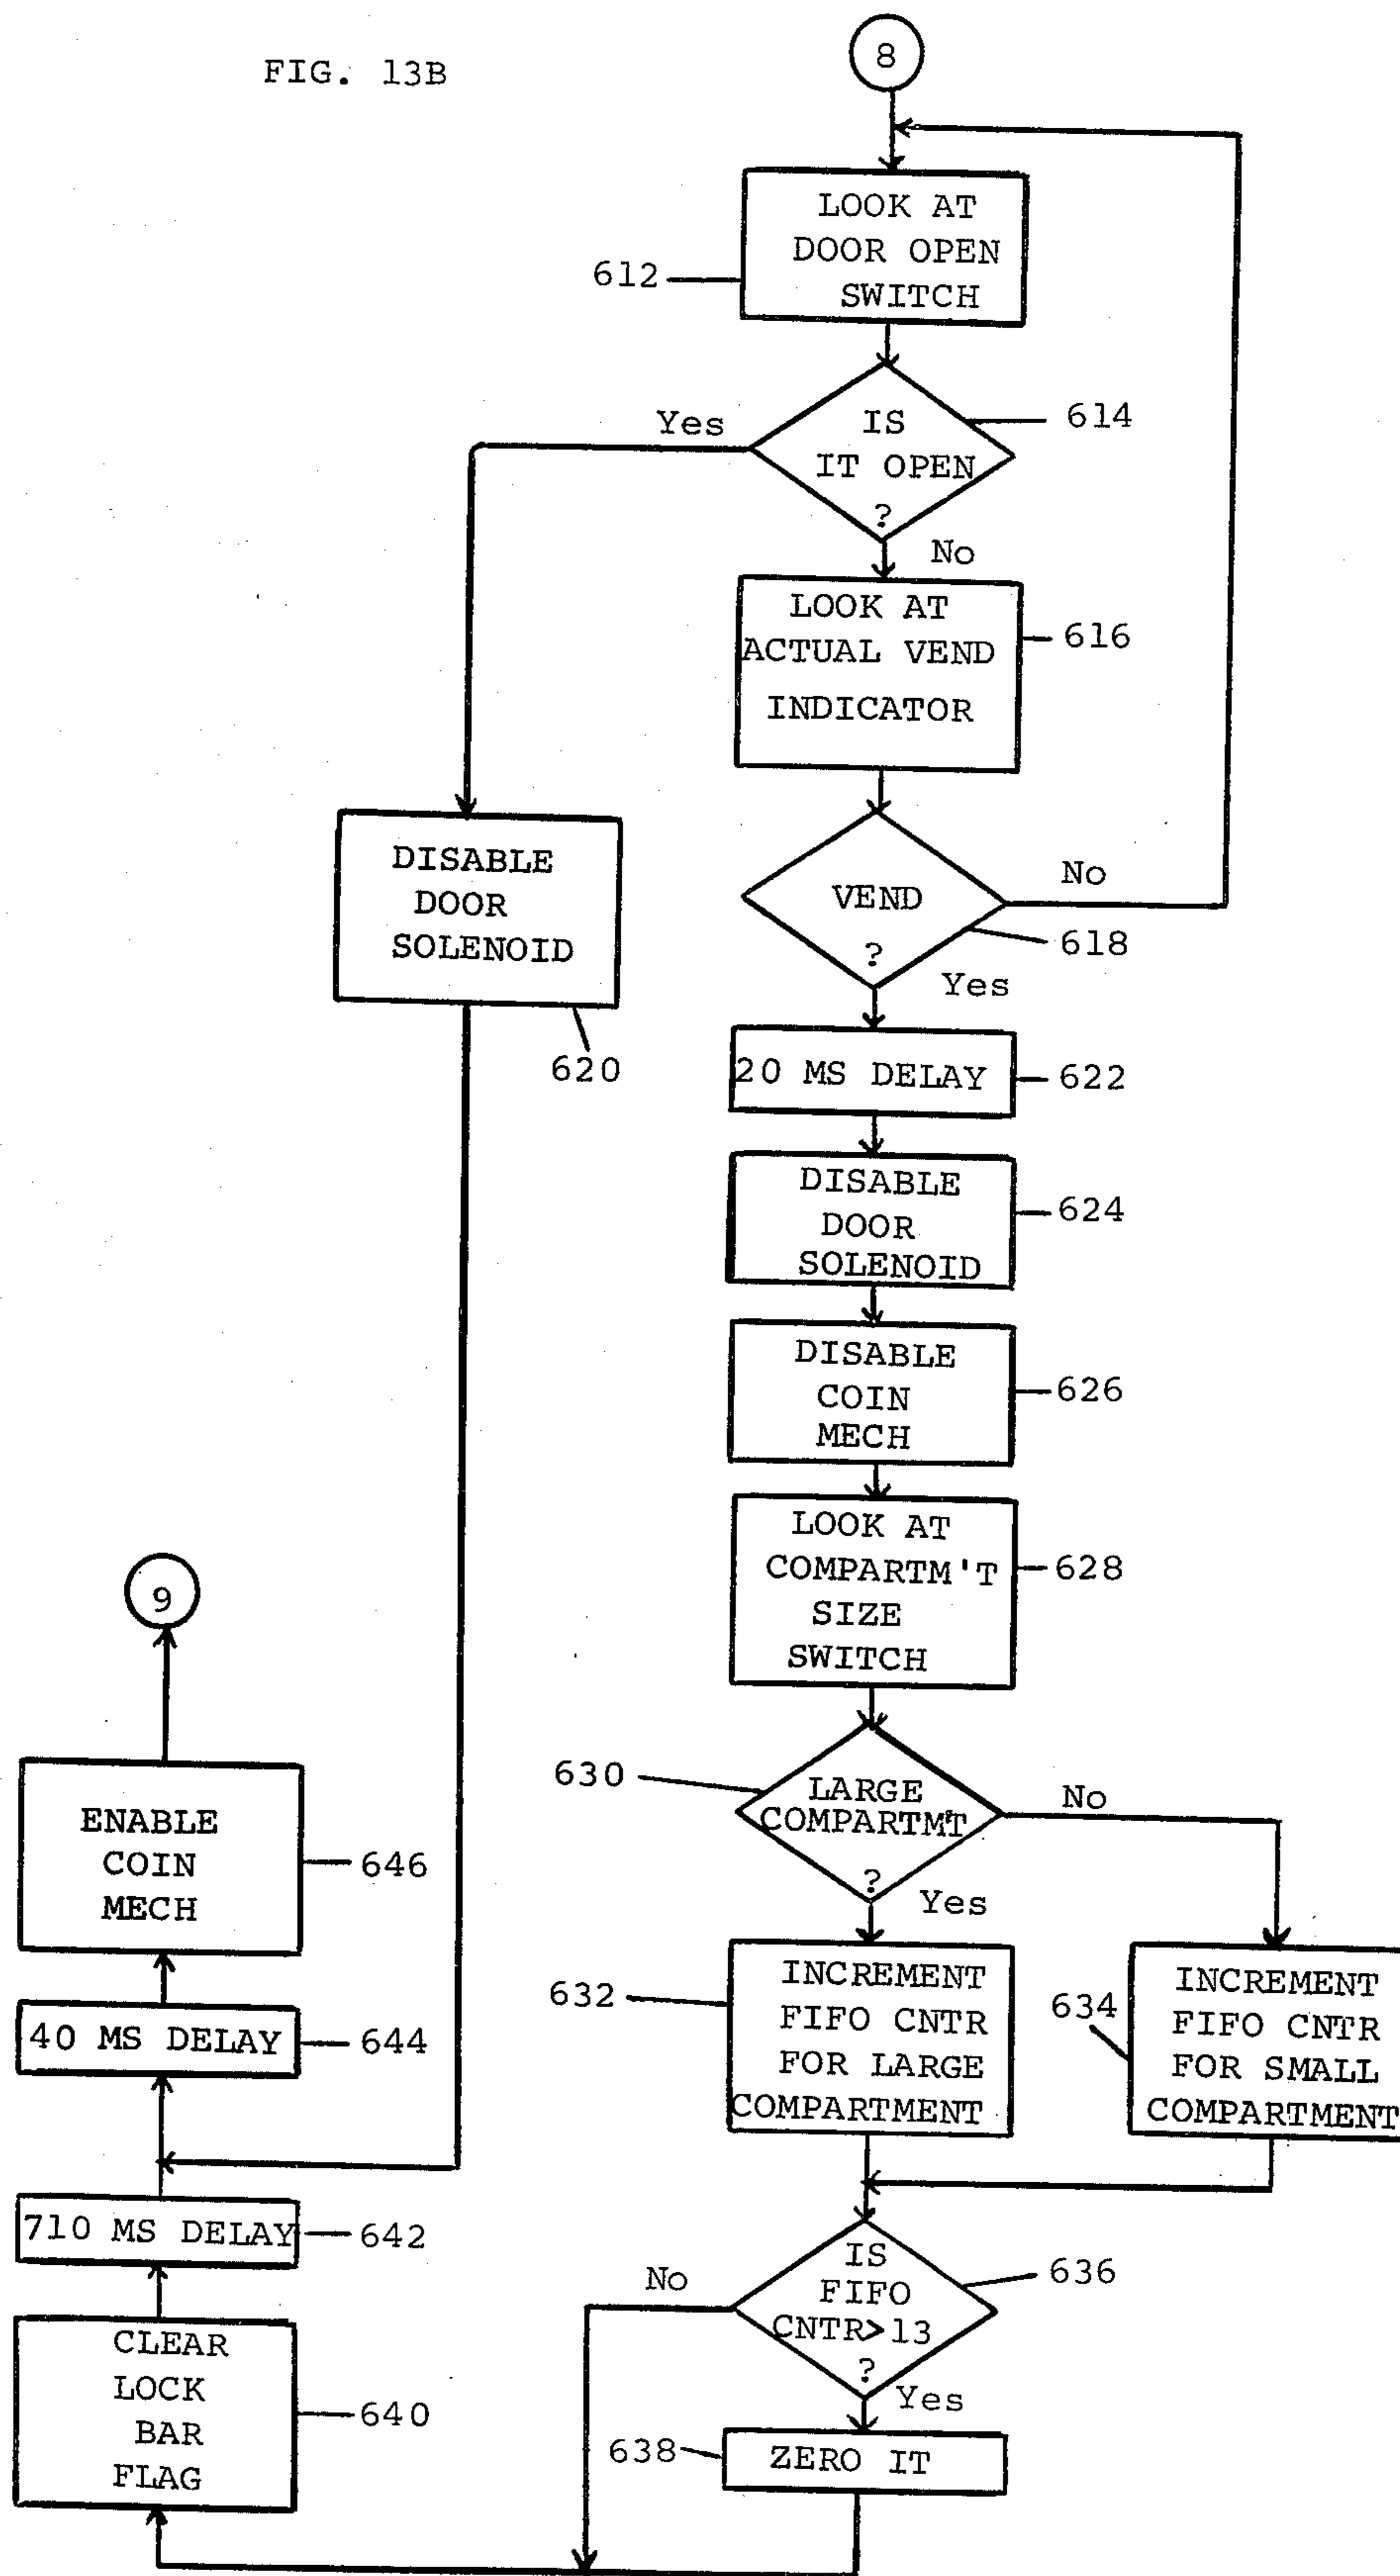 FIG. 13B
8
LOOK AT
DOOR OPEN
SWITCH
612
IS
IT OPEN
?
614
Yes
No
LOOK AT
ACTUAL VEND
INDICATOR
616
DISABLE
DOOR
SOLENOID
620
VEND
?
618
No
Yes
20 MS DELAY
622
DISABLE
DOOR
SOLENOID
624
DISABLE
COIN
MECH
626
LOOK AT
COMPARTM'T
SIZE
SWITCH
628
LARGE
COMPARTM'T
?
630
No
Yes
INCREMENT
FIFO CNTR
FOR LARGE
COMPARTMENT
632
INCREMENT
FIFO CNTR
FOR SMALL
COMPARTMENT
634
IS
FIFO
CNTR>13
?
636
No
Yes
ZERO IT
638
CLEAR
LOCK
BAR
FLAG
640
710 MS DELAY
642
40 MS DELAY
644
ENABLE
COIN
MECH
646
9